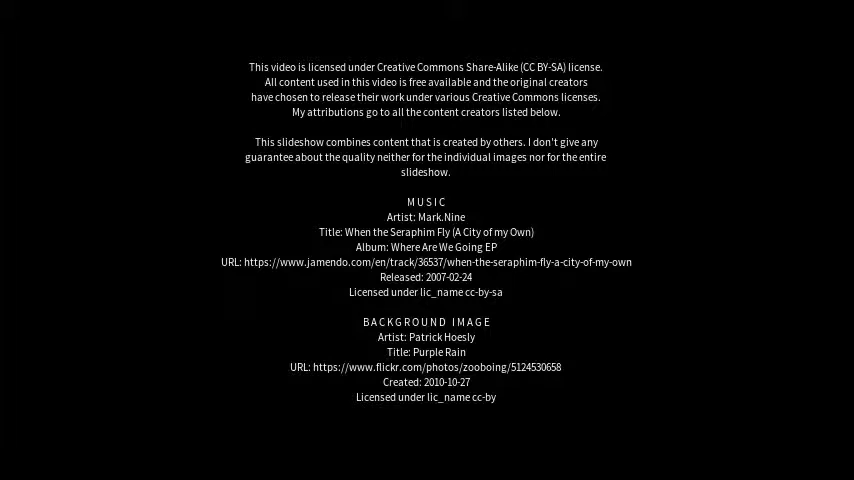 This video is licensed under Creative Commons Share-Alike (CC BY-SA) license.
All content used in this video is free available and the original creators
have chosen to release their work under various Creative Commons licenses.
My attributions go to all the content creators listed below.
This slideshow combines content that is created by others. I don't give any
guarantee about the quality neither for the individual images nor for the entire
slideshow.
MUSIC
Artist: Mark.Nine
Title: When the Seraphim Fly (A City of my Own)
Album: Where Are We Going EP
URL: https://www.jamendo.com/en/track/36537/when-the-seraphim-fly-a-city-of-my-own
Released: 2007-02-24
Licensed under lic_name cc-by-sa
BACKGROUND IMAGE
Artist: Patrick Hoesly
Title: Purple Rain
URL: https://www.flickr.com/photos/zooboing/5124530658
Created: 2010-10-27
Licensed under lic_name cc-by